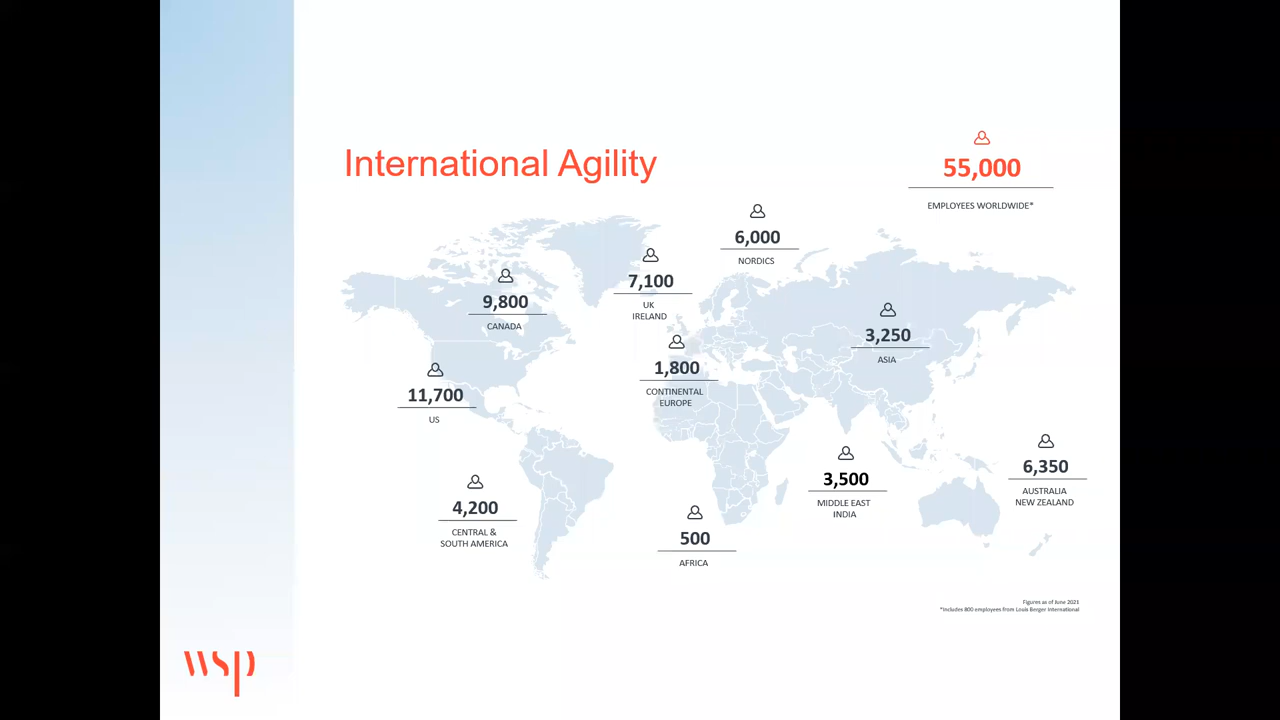 International Agility
55,000
EMPLOYEES WORLDWIDE*
6,000
NORDICS
7,100
UK
IRELAND
9,800
CANADA
3,250
ASIA
1,800
CONTINENTAL
EUROPE
11,700
US
6,350
AUSTRALIA
NEW ZEALAND
3,500
MIDDLE EAST
INDIA
4,200
CENTRAL &
SOUTH AMERICA
500
AFRICA
Figures as of June 2021
*Includes 800 employees from Louis Berger International
wsp